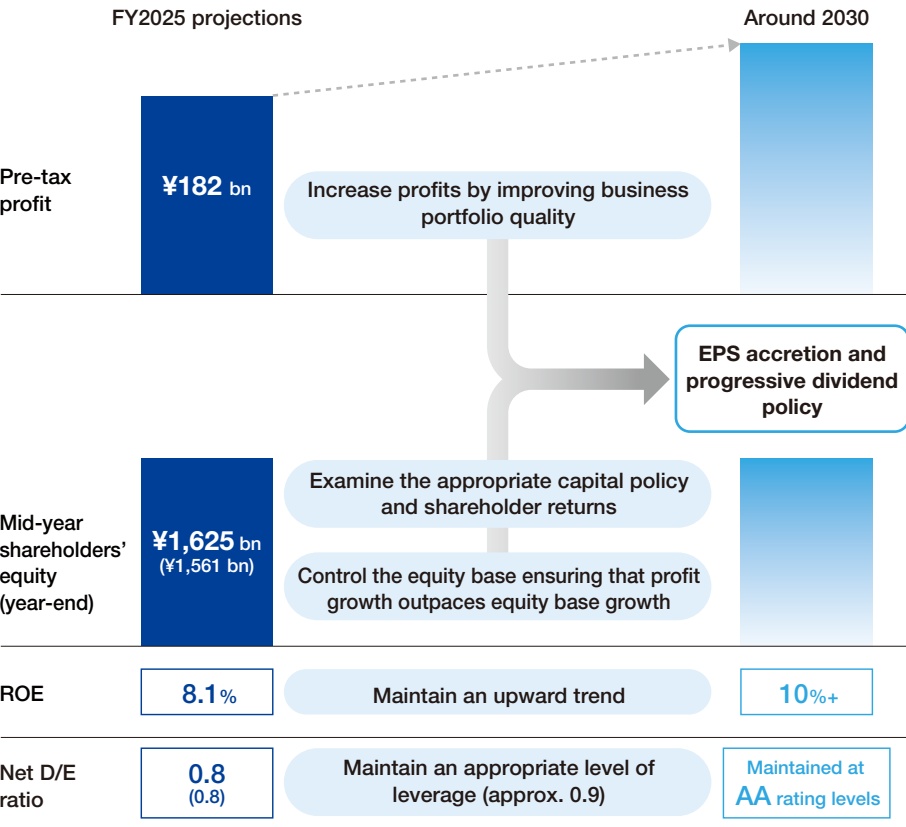 FY2025 projections
Around 2030
Pre-tax
profit
¥182 bn
Increase profits by improving business
portfolio quality
EPS accretion and
progressive dividend
policy
Mid-year
shareholders'
equity
(year-end)
¥1,625 bn
(¥1,561 bn)
Examine the appropriate capital policy
and shareholder returns
Control the equity base ensuring that profit
growth outpaces equity base growth
ROE
8.1%
Maintain an upward trend
10%+
Net D/E
ratio
0.8
(0.8)
Maintain an appropriate level of
leverage (approx. 0.9)
Maintained at
AA rating levels